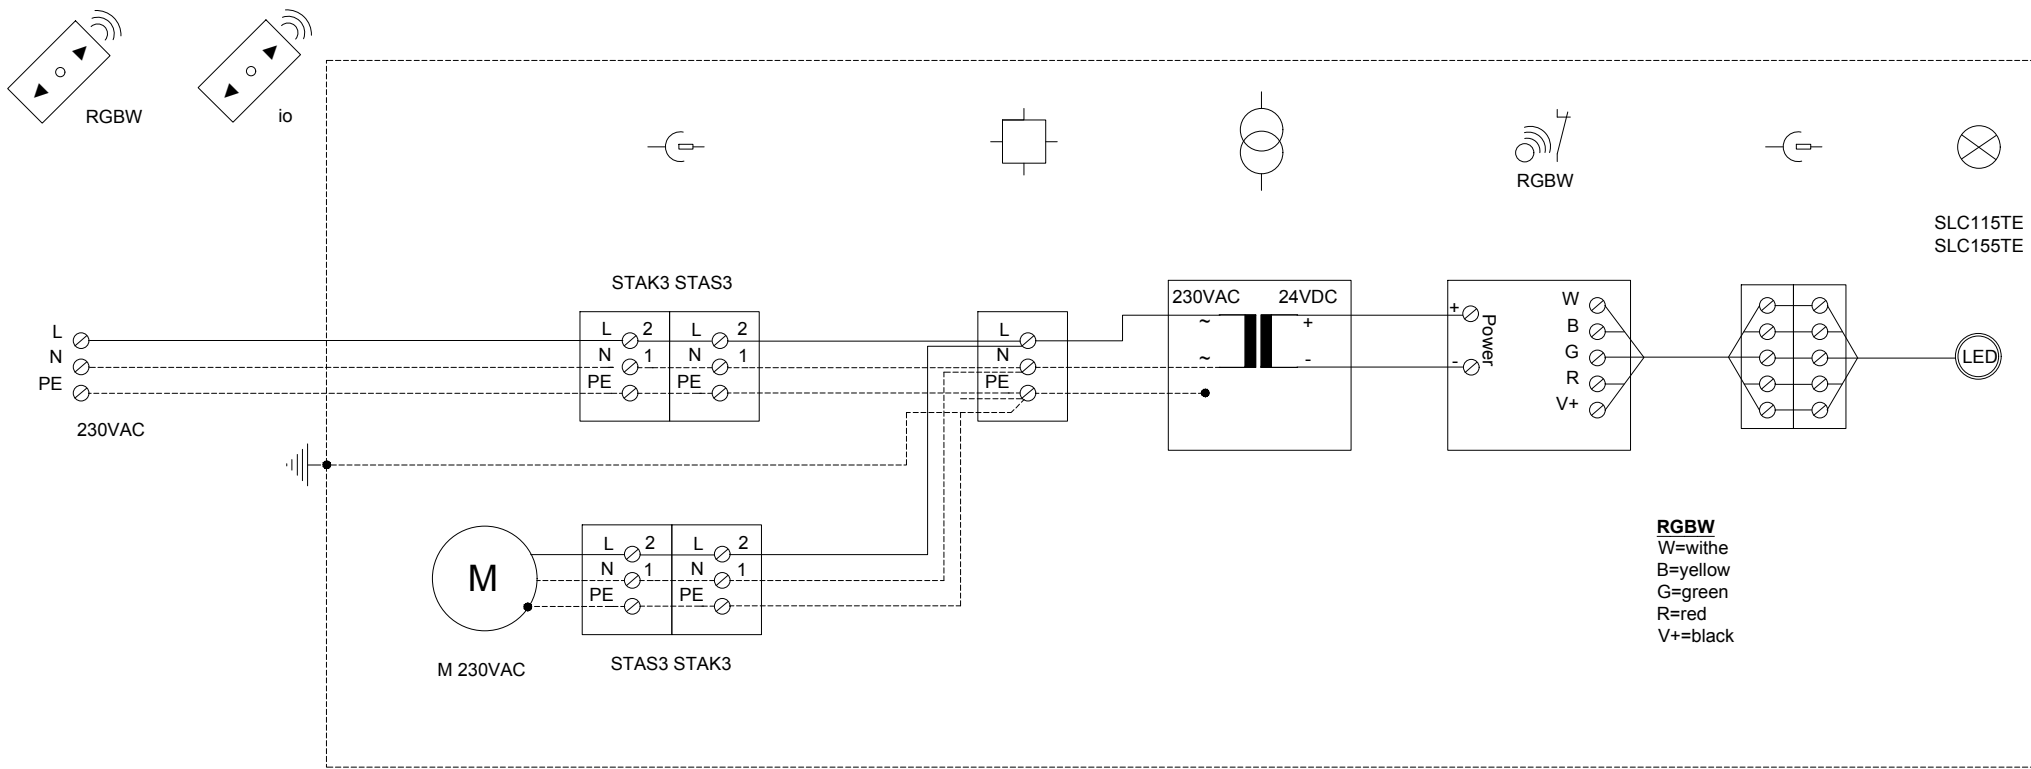 RGBW
io
RGBW
SLC115TE
SLC155TE
STAK3 STAS3
230VAC 24VDC
~ +
~ -
L
N
PE
230VAC
L 2 L 2
N 1 N 1
PE PE
L
N
PE
+
-
Power
W
B
G
R
V+
LED
M
L 2 L 2
N 1 N 1
PE PE
M 230VAC
STAS3 STAK3
RGBW
W=withe
B=yellow
G=green
R=red
V+=black